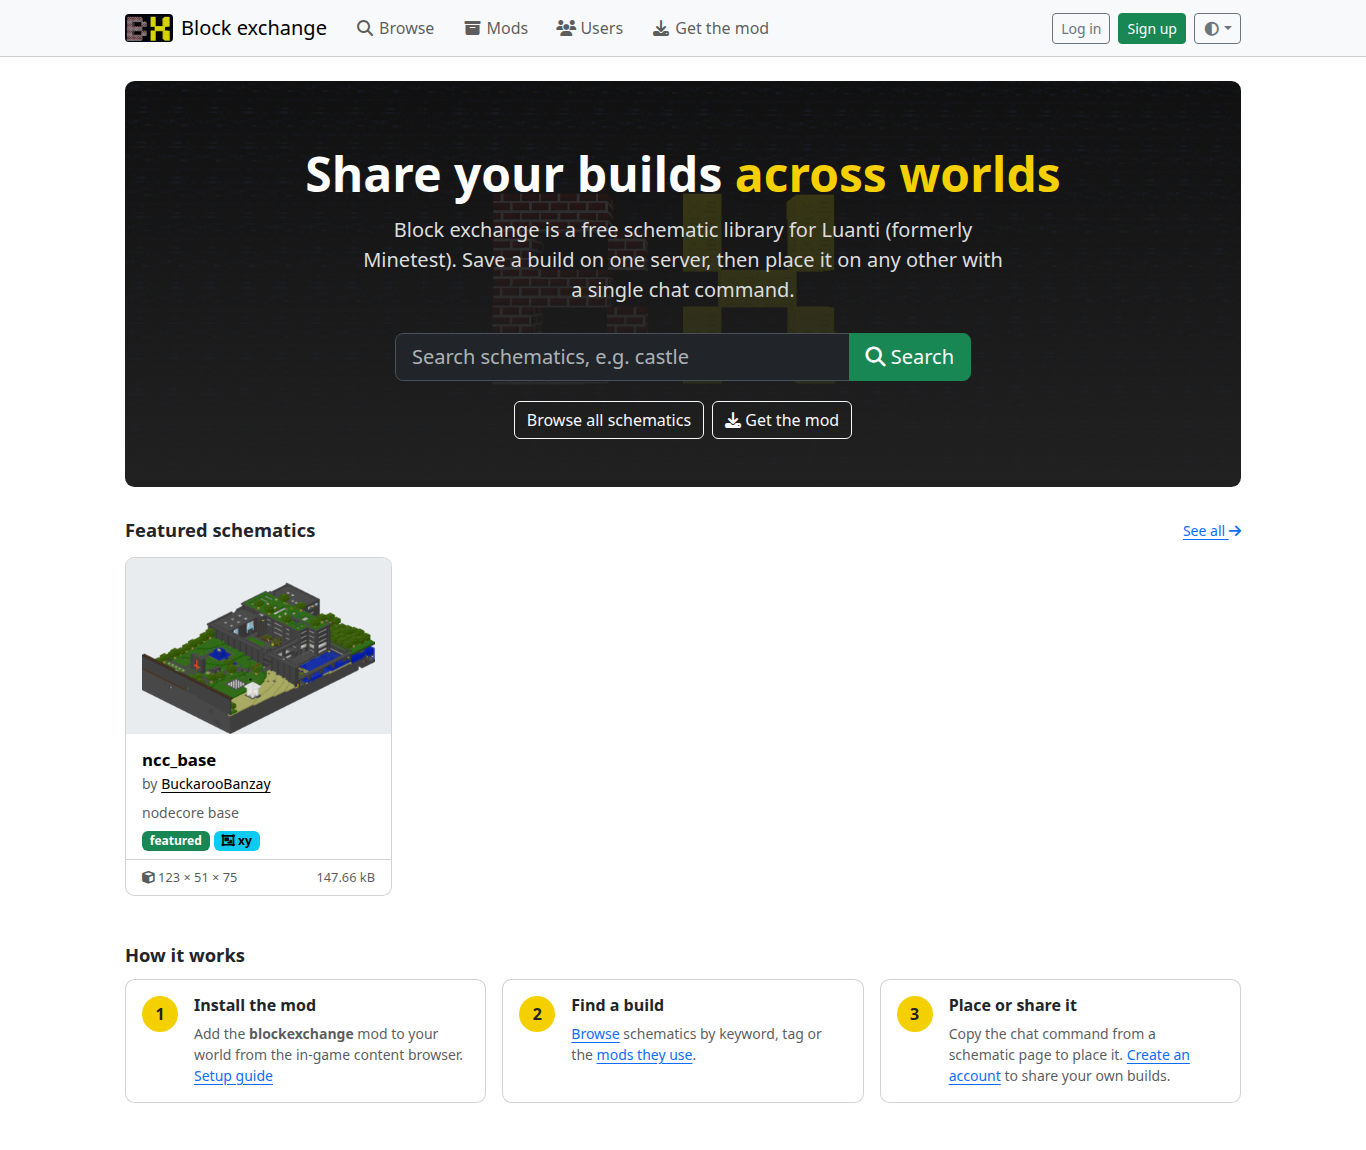 BX Block exchange Browse Mods Users Get the mod Log in Sign up
Share your builds across worlds
Block exchange is a free schematic library for Luanti (formerly
Minetest). Save a build on one server, then place it on any other with
a single chat command.
Search schematics, e.g. castle Search
Browse all schematics Get the mod
Featured schematics See all
ncc_base
by BuckarooBanzay
nodecore base
featured xy
123 × 51 × 75 147.66 kB
How it works
1 Install the mod
Add the blockexchange mod to your
world from the in-game content browser.
Setup guide
2 Find a build
Browse schematics by keyword, tag or
the mods they use.
3 Place or share it
Copy the chat command from a
schematic page to place it. Create an
account to share your own builds.